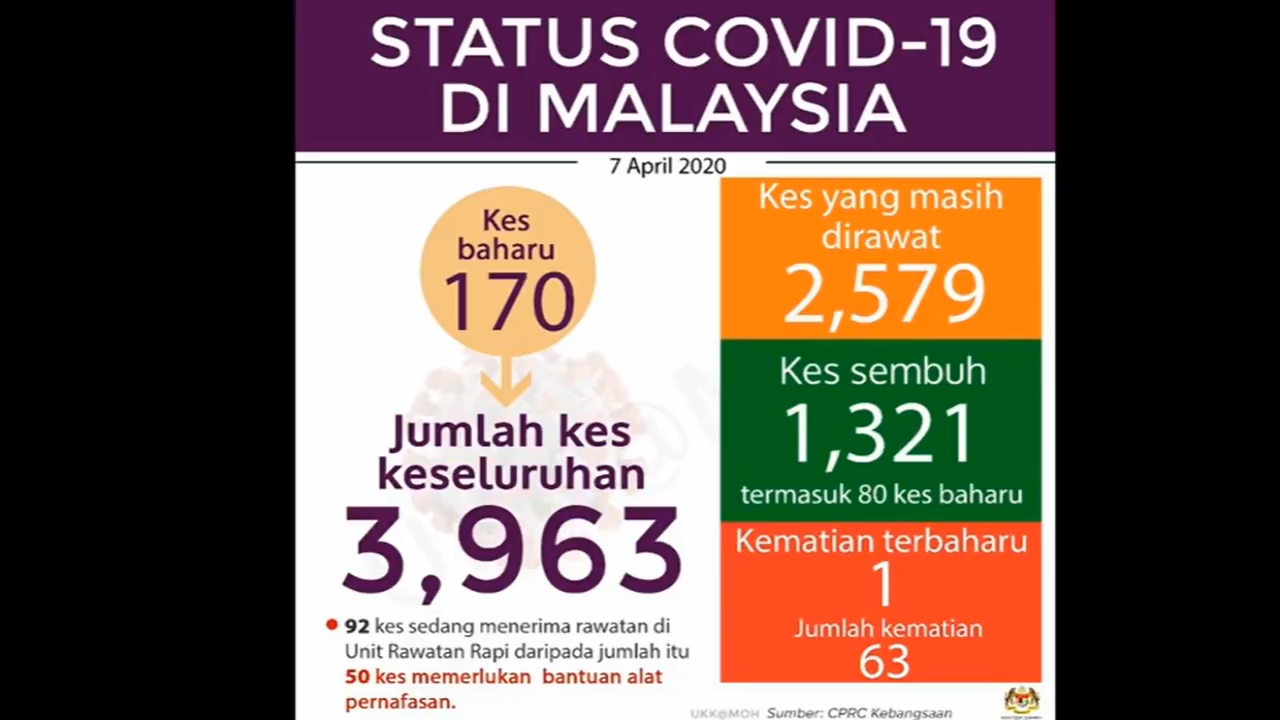 STATUS COVID-19
DI MALAYSIA
7 April 2020
Kes
baharu
170
Jumlah kes
keseluruhan
3,963
92 kes sedang menerima rawatan di
Unit Rawatan Rapi daripada jumlah itu
50 kes memerlukan bantuan alat
pernafasan.
Kes yang masih
dirawat
2,579
Kes sembuh
1,321
termasuk 80 kes baharu
Kematian terbaharu
1
Jumlah kematian
63
UKK@MOH Sumber: CPRC Kebangsaan